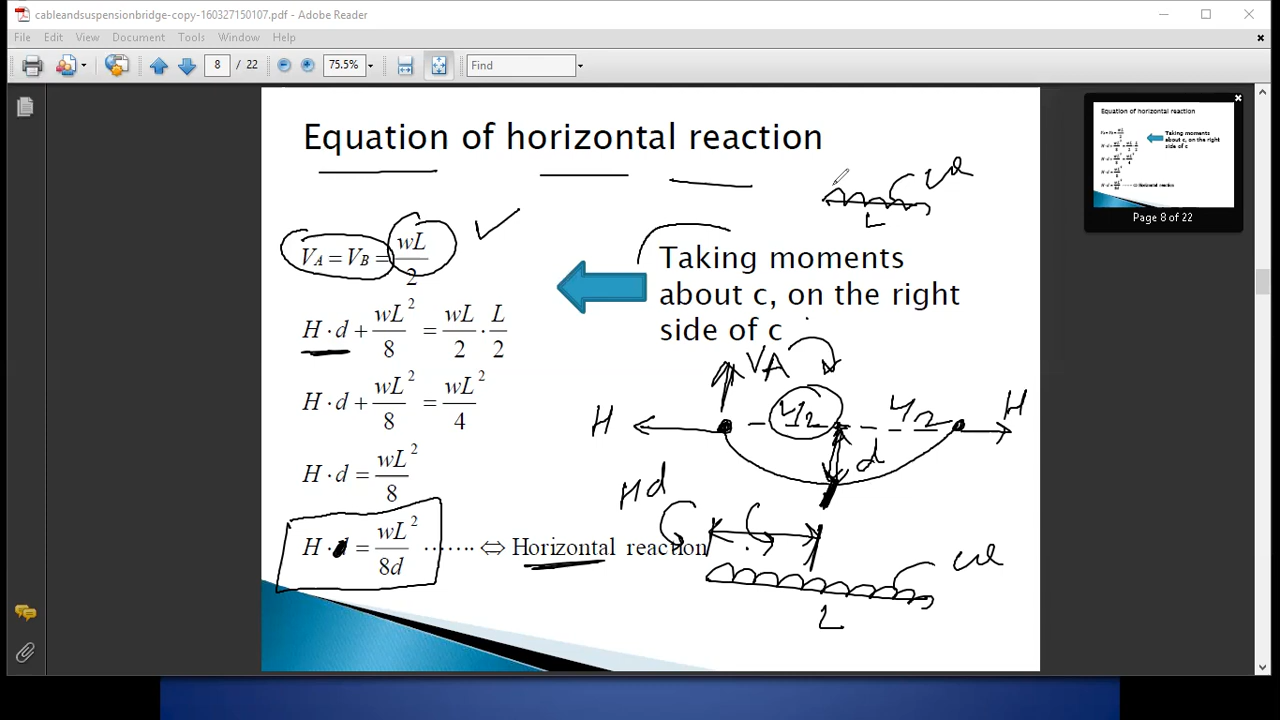 cableandsuspensionbridge-copy-160327150107.pdf - Adobe Reader
File Edit View Document Tools Window Help
8 / 22 75.5% Find
Equation of horizontal reaction
L
V_A = V_B = wL/2
Taking moments
about c, on the right
side of c
H · d + wL²/8 = wL/2 · L/2
VA
H · d + wL²/8 = wL²/4
H L/2 L/2 H
d
H · d = wL²/8
Hd
H · d = wL²/8d ······· ⇔ Horizontal reaction
L
Equation of horizontal reaction
Taking moments
about c, on the right
side of c
Page 8 of 22